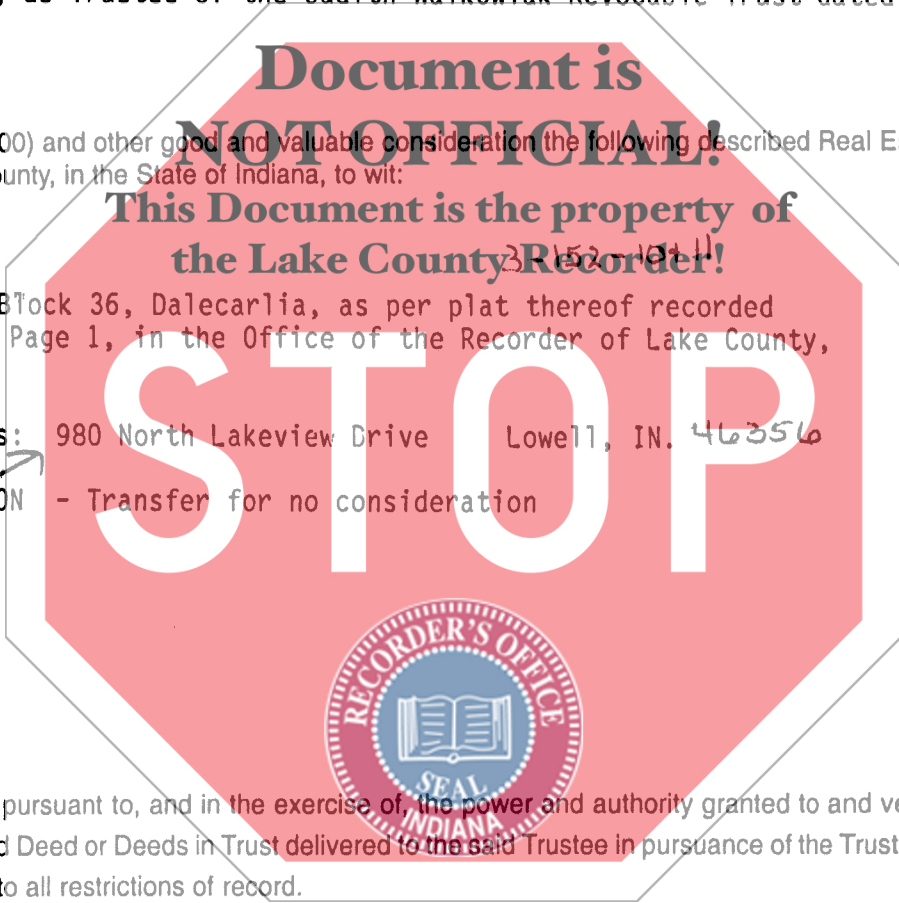 as Trustee of the Judith Walkowiak Revocable Trust dated
Document is
NOT OFFICIAL!
00) and other good and valuable consideration the following described Real E
unty, in the State of Indiana, to wit:
This Document is the property of
the Lake County Recorder!
Block 36, Dalecarlia, as per plat thereof recorded
Page 1, in the Office of the Recorder of Lake County,
STOP
s: 980 North Lakeview Drive Lowell, IN. 46356
ON - Transfer for no consideration
RECORDER'S OFFICE
SEAL
INDIANA
pursuant to, and in the exercise of, the power and authority granted to and ve
d Deed or Deeds in Trust delivered to the said Trustee in pursuance of the Trust
to all restrictions of record.